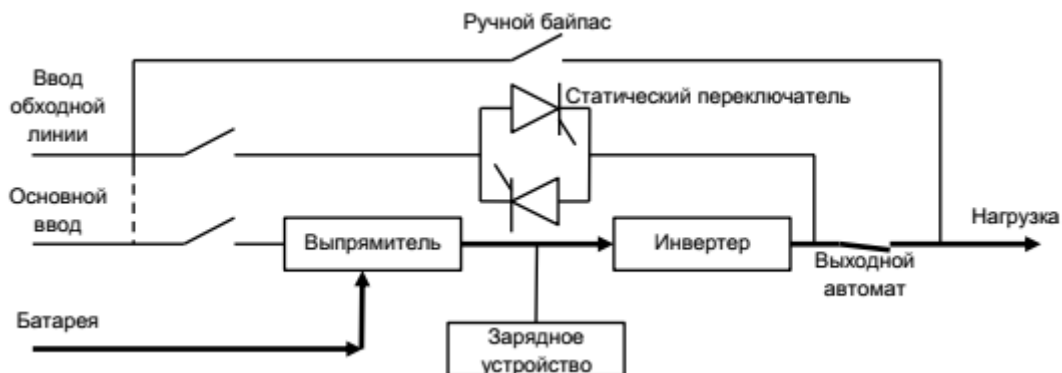 Ручной байпас
Ввод
обходной
линии
Статический переключатель
Основной
ввод
Выпрямитель
Инвертер
Нагрузка
Выходной
автомат
Батарея
Зарядное
устройство